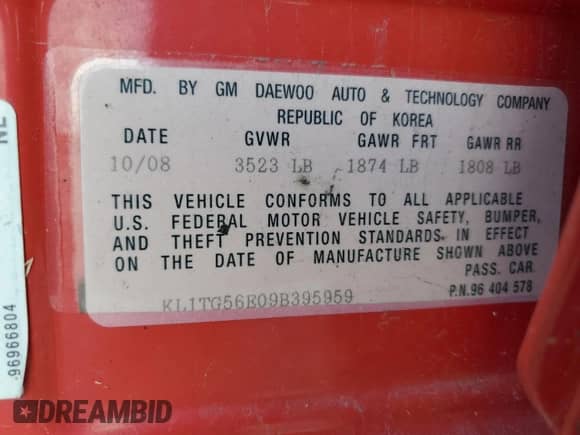 MFD. BY GM DAEWOO AUTO & TECHNOLOGY COMPANY
REPUBLIC OF KOREA
DATE GVWR GAWR FRT GAWR RR
10/08 3523 LB 1874 LB 1808 LB
THIS VEHICLE CONFORMS TO ALL APPLICABLE
U.S. FEDERAL MOTOR VEHICLE SAFETY, BUMPER,
AND THEFT PREVENTION STANDARDS IN EFFECT
ON THE DATE OF MANUFACTURE SHOWN ABOVE
PASS. CAR
KL1TG56E09B395959
P.N.96 404 578
96966804
DREAMBID